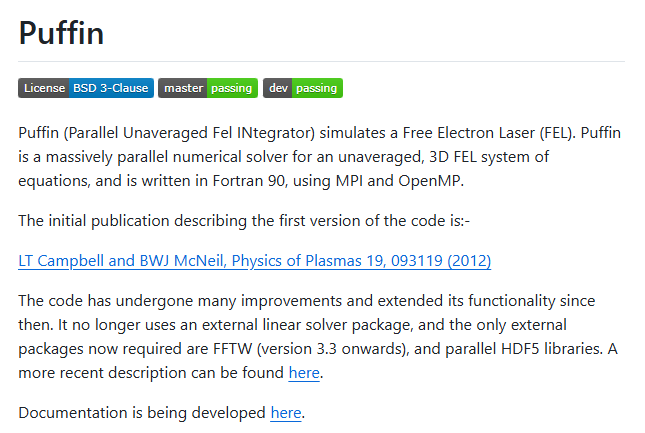 Puffin
License BSD 3-Clause master passing dev passing
Puffin (Parallel Unaveraged Fel INtegrator) simulates a Free Electron Laser (FEL). Puffin
is a massively parallel numerical solver for an unaveraged, 3D FEL system of
equations, and is written in Fortran 90, using MPI and OpenMP.
The initial publication describing the first version of the code is:-
LT Campbell and BWJ McNeil, Physics of Plasmas 19, 093119 (2012)
The code has undergone many improvements and extended its functionality since
then. It no longer uses an external linear solver package, and the only external
packages now required are FFTW (version 3.3 onwards), and parallel HDF5 libraries. A
more recent description can be found here.
Documentation is being developed here.